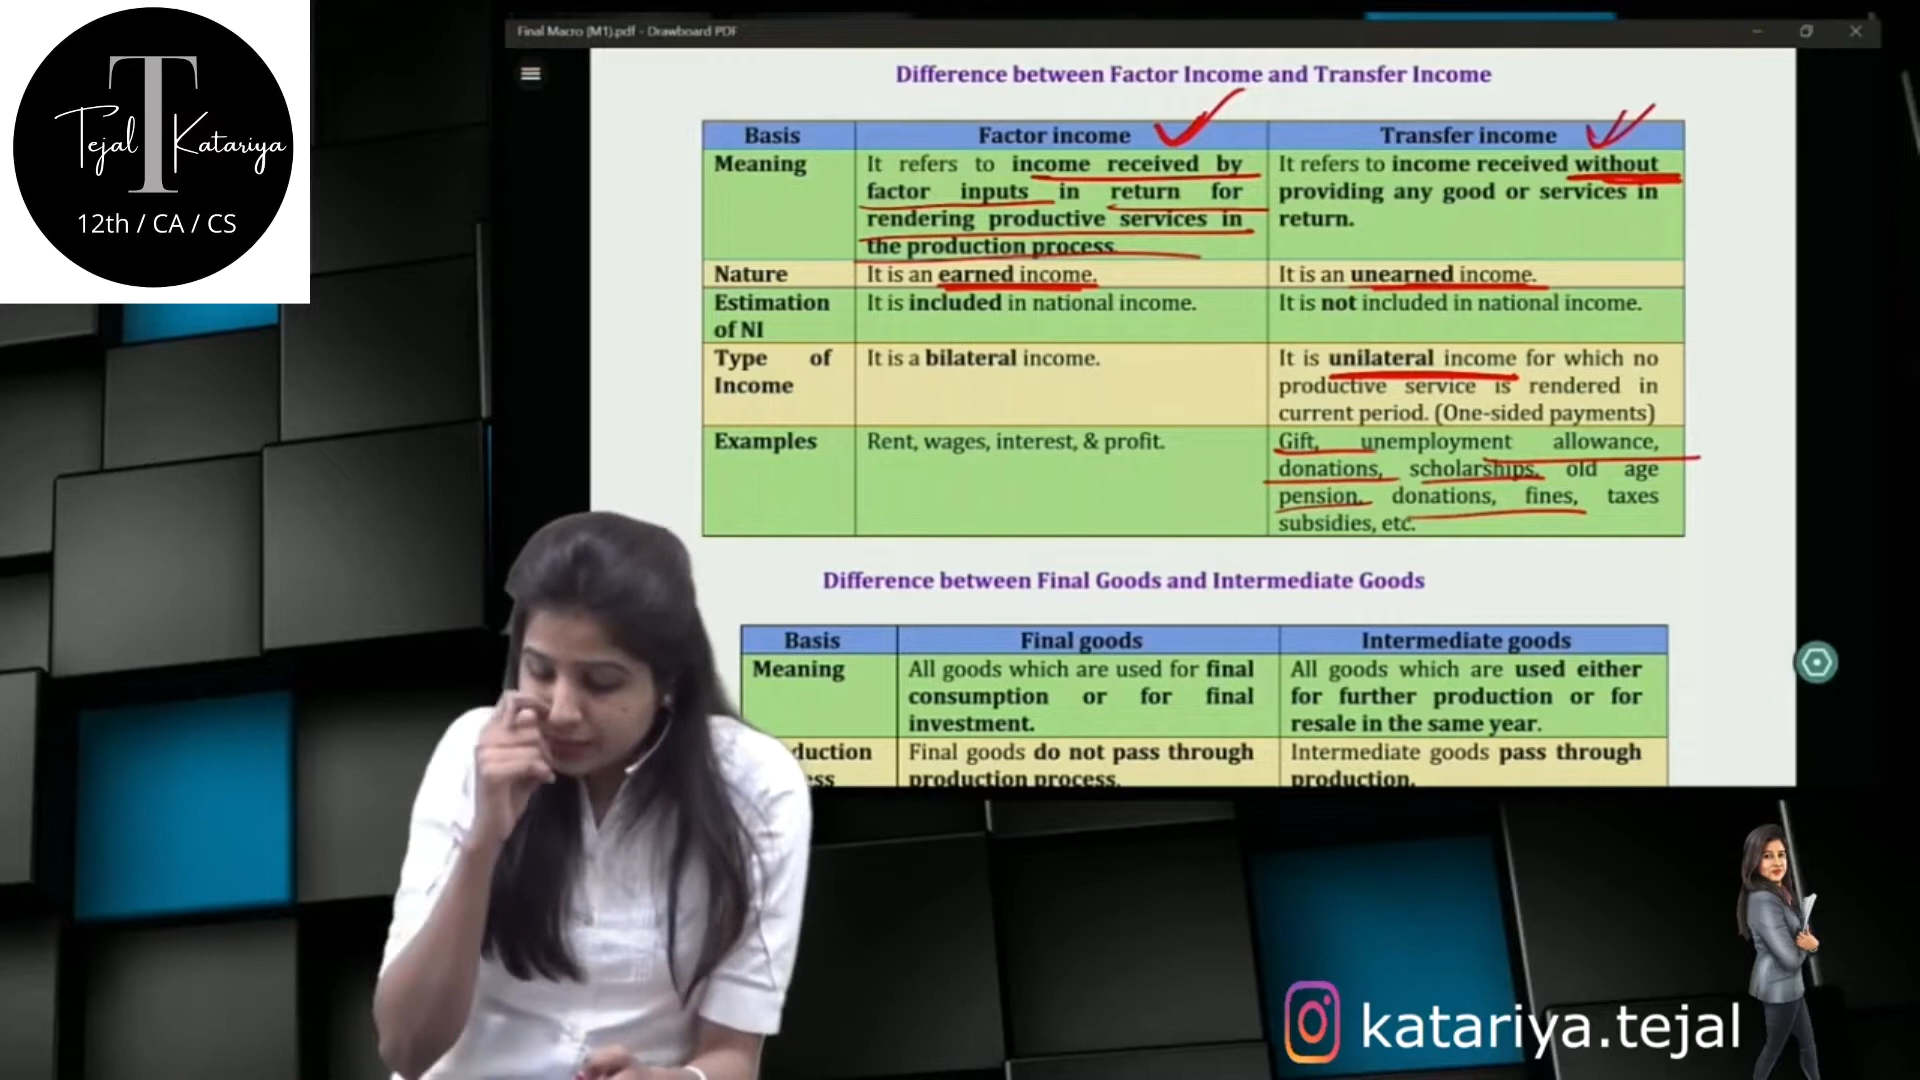 Final Macro (M1).pdf - Drawboard PDF
T
Tejal Katariya
12th / CA / CS
Difference between Factor Income and Transfer Income
Basis
Factor income
Transfer income
Meaning
It refers to income received by
factor inputs in return for
rendering productive services in
the production process.
It refers to income received without
providing any good or services in
return.
Nature
It is an earned income.
It is an unearned income.
Estimation
of NI
It is included in national income.
It is not included in national income.
Type of
Income
It is a bilateral income.
It is unilateral income for which no
productive service is rendered in
current period. (One-sided payments)
Examples
Rent, wages, interest, & profit.
Gift, unemployment allowance,
donations, scholarships, old age
pension, donations, fines, taxes
subsidies, etc.
Difference between Final Goods and Intermediate Goods
Basis
Final goods
Intermediate goods
Meaning
All goods which are used for final
consumption or for final
investment.
All goods which are used either
for further production or for
resale in the same year.
duction
ss
Final goods do not pass through
production process.
Intermediate goods pass through
production.
katariya.tejal